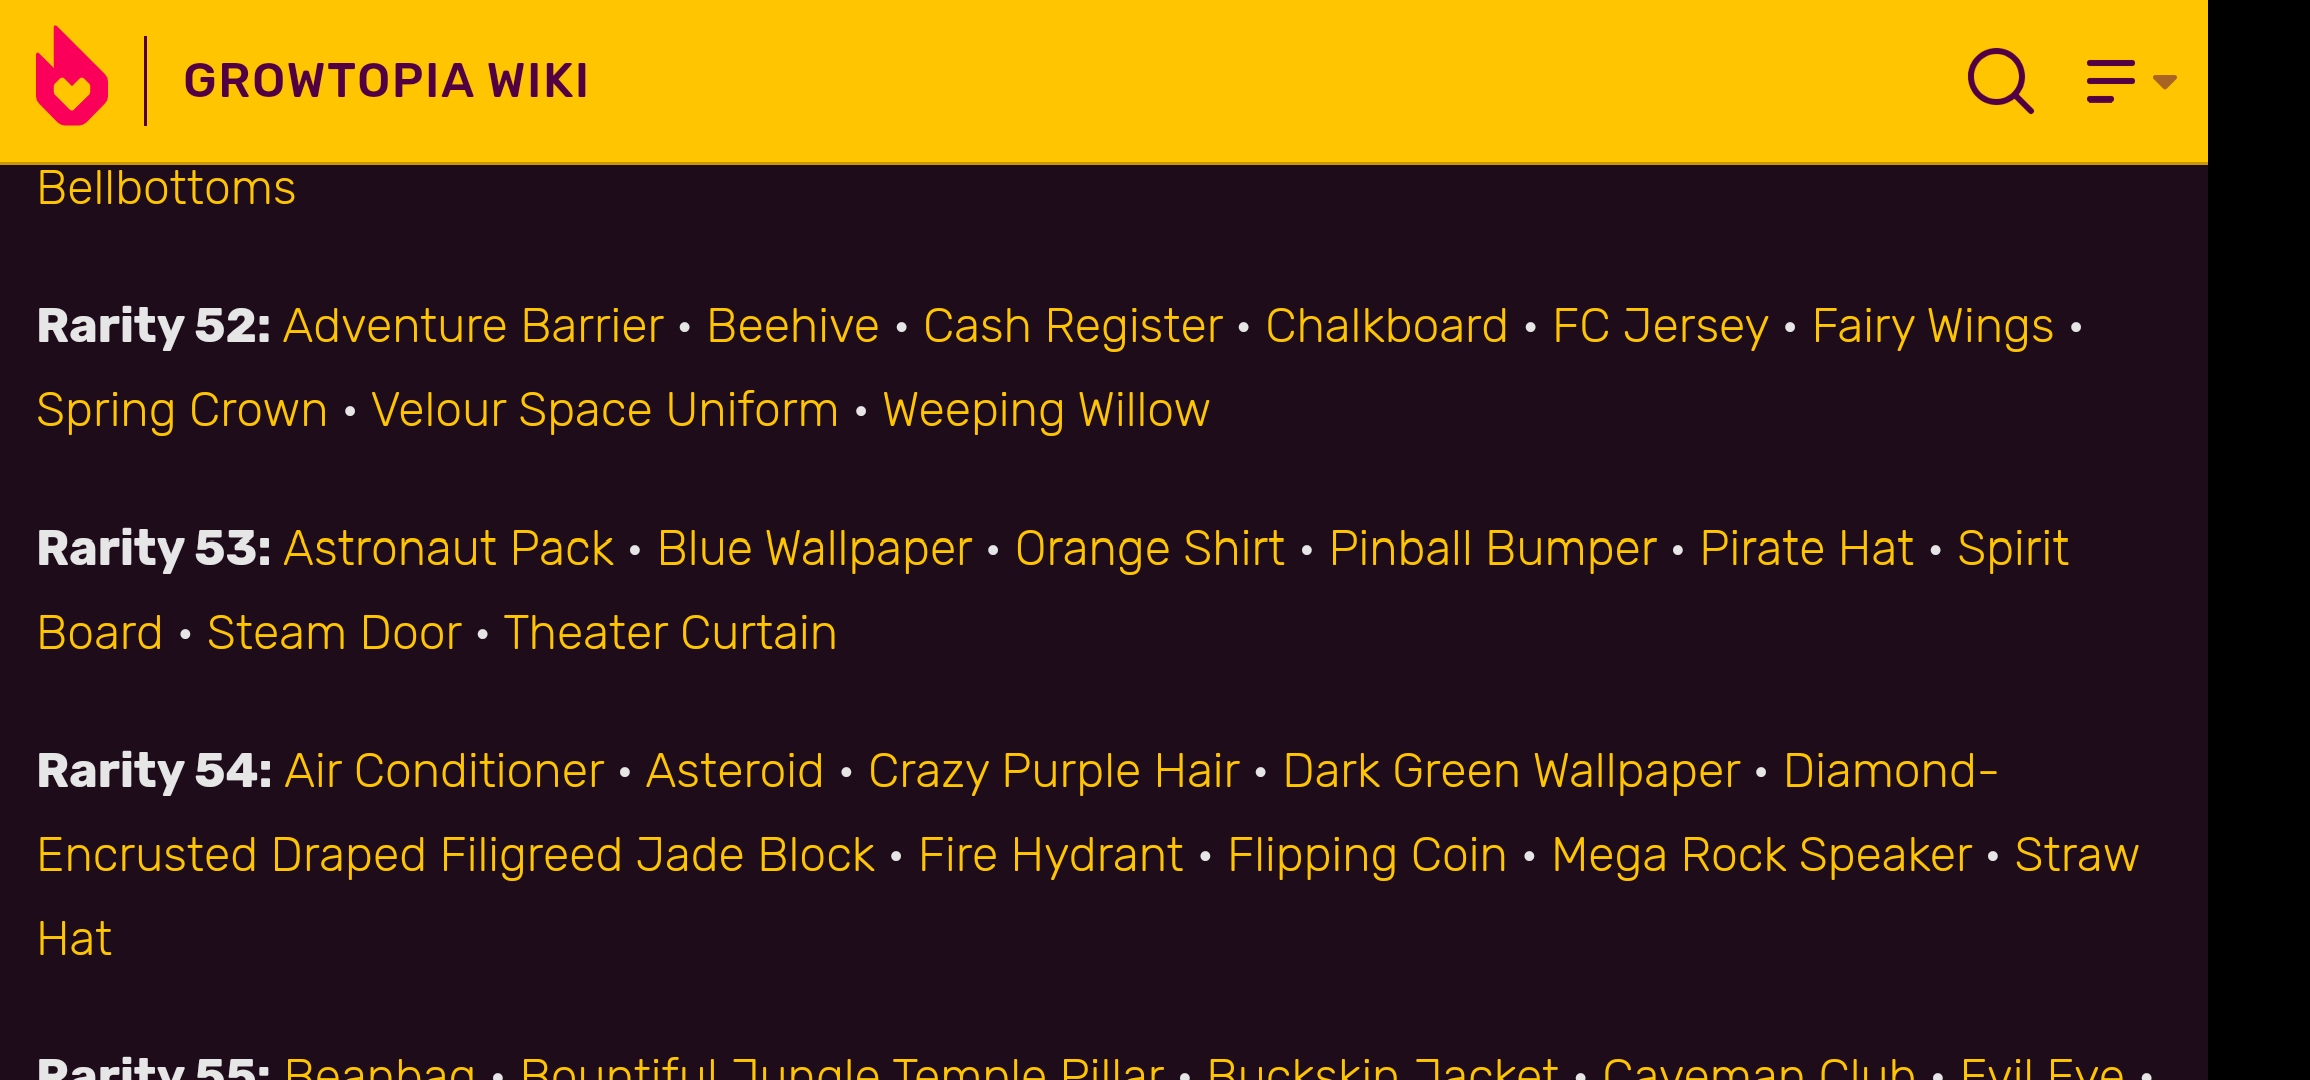 GROWTOPIA WIKI
Bellbottoms
Rarity 52: Adventure Barrier • Beehive • Cash Register • Chalkboard • FC Jersey • Fairy Wings •
Spring Crown • Velour Space Uniform • Weeping Willow
Rarity 53: Astronaut Pack • Blue Wallpaper • Orange Shirt • Pinball Bumper • Pirate Hat • Spirit
Board • Steam Door • Theater Curtain
Rarity 54: Air Conditioner • Asteroid • Crazy Purple Hair • Dark Green Wallpaper • Diamond-
Encrusted Draped Filigreed Jade Block • Fire Hydrant • Flipping Coin • Mega Rock Speaker • Straw
Hat
Rarity 55: Beanbag • Bountiful Jungle Temple Pillar • Buckskin Jacket • Caveman Club • Evil Eye •